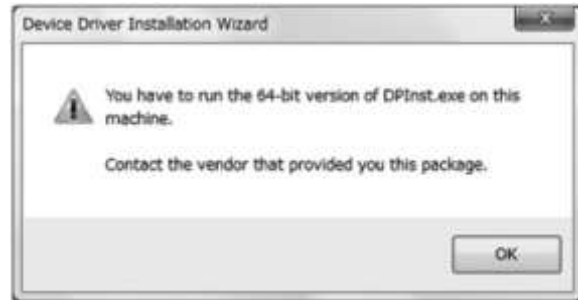 Device Driver Installation Wizard
You have to run the 64-bit version of DPInst.exe on this
machine.
Contact the vendor that provided you this package.
OK